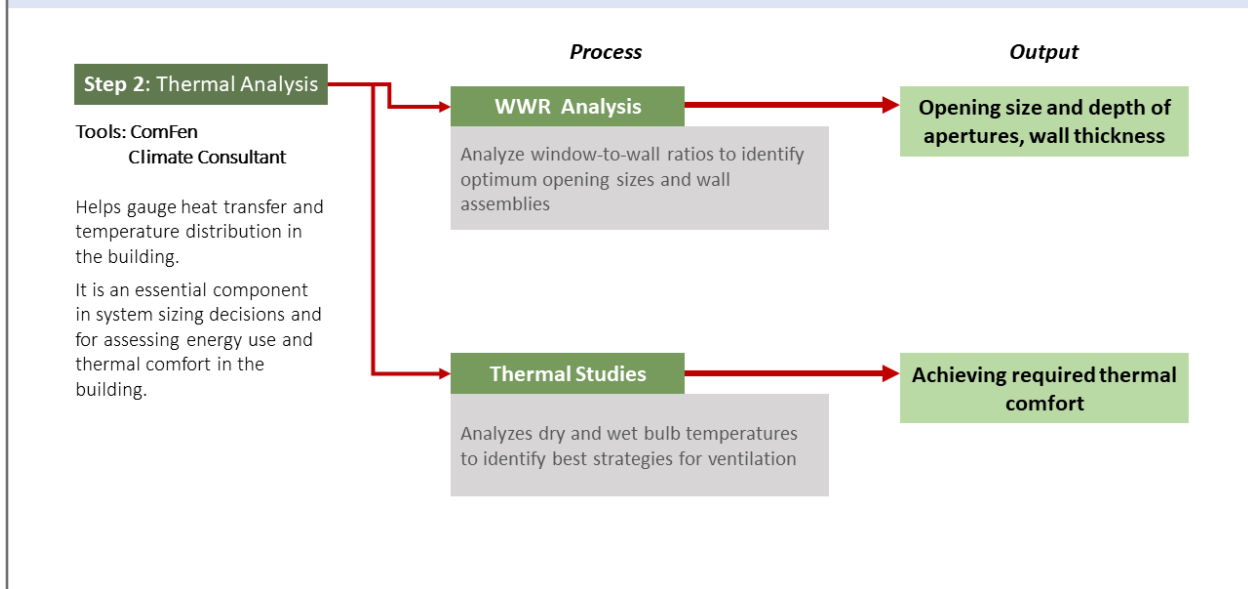 Process
Output
Step 2: Thermal Analysis
Tools: ComFen
Climate Consultant
Helps gauge heat transfer and
temperature distribution in
the building.
It is an essential component
in system sizing decisions and
for assessing energy use and
thermal comfort in the
building.
WWR Analysis
Analyze window-to-wall ratios to identify
optimum opening sizes and wall
assemblies
Opening size and depth of
apertures, wall thickness
Thermal Studies
Analyzes dry and wet bulb temperatures
to identify best strategies for ventilation
Achieving required thermal
comfort